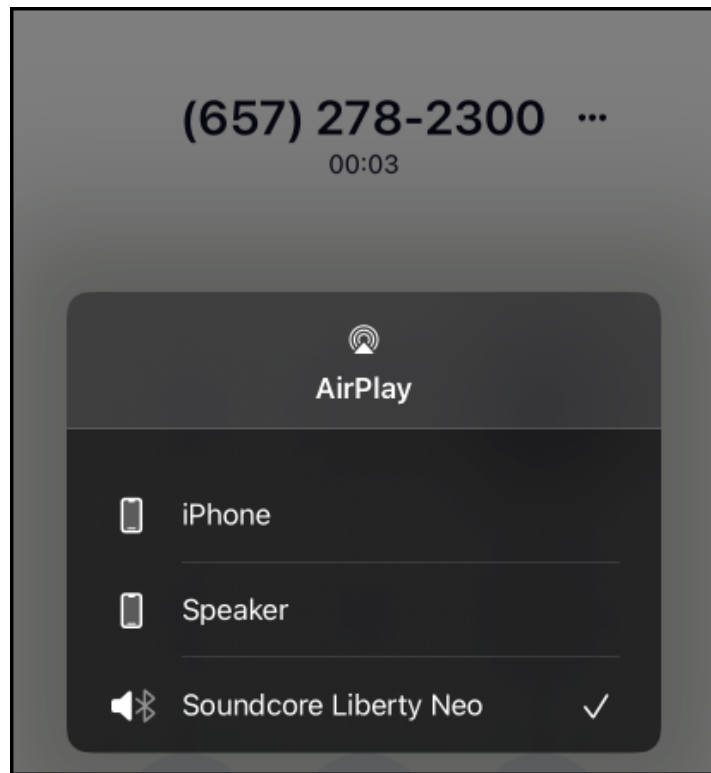 (657) 278-2300 ...
00:03
AirPlay
iPhone
Speaker
Soundcore Liberty Neo